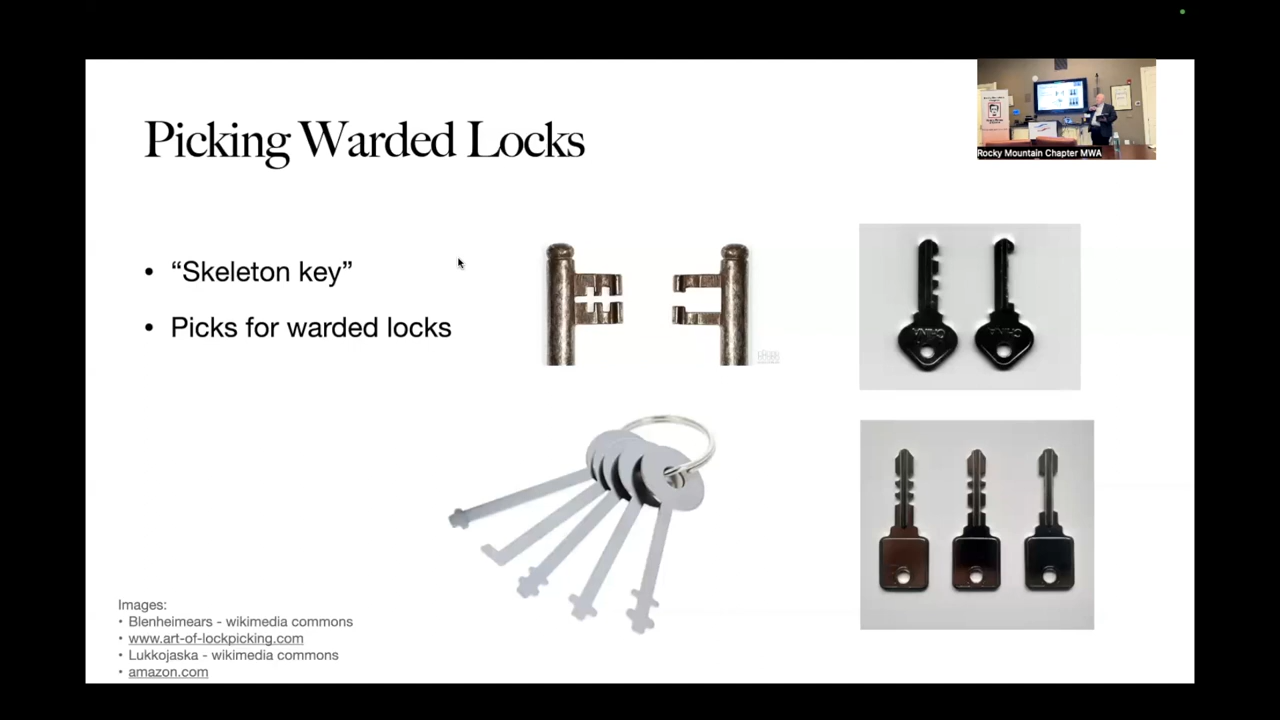 Picking Warded Locks
Rocky Mountain Chapter MWA
• “Skeleton key”
• Picks for warded locks
Images:
• Blenheimears - wikimedia commons
• www.art-of-lockpicking.com
• Lukkojaska - wikimedia commons
• amazon.com